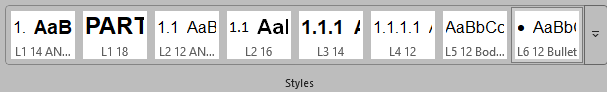 1. AaB
PART
1.1 AaB
1.1 Aal
1.1.1 A
1.1.1.1 A
AaBbCc
• AaBb(
L1 14 AN...
L1 18
L2 12 AN...
L2 16
L3 14
L4 12
L5 12 Bod...
L6 12 Bullet
Styles